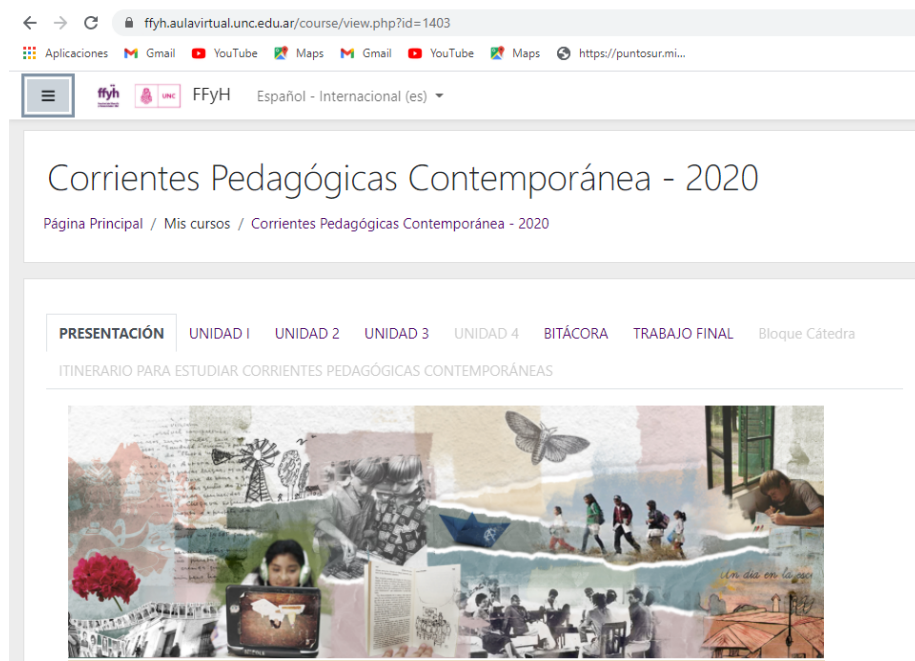 ffyh.aulavirtual.unc.edu.ar/course/view.php?id=1403
Aplicaciones Gmail YouTube Maps Gmail YouTube Maps https://puntosur.mi...
ffyh UNC FFyH Español - Internacional (es)
Corrientes Pedagógicas Contemporánea - 2020
Página Principal / Mis cursos / Corrientes Pedagógicas Contemporánea - 2020
PRESENTACIÓN UNIDAD I UNIDAD 2 UNIDAD 3 UNIDAD 4 BITÁCORA TRABAJO FINAL Bloque Cátedra
ITINERARIO PARA ESTUDIAR CORRIENTES PEDAGÓGICAS CONTEMPORÁNEAS
Un día en la